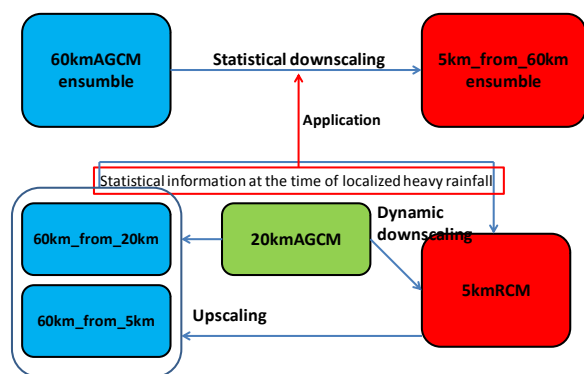 60kmAGCM
ensumble
Statistical downscaling
5km_from_60km
ensemble
Application
Statistical information at the time of localized heavy rainfall
60km_from_20km
20kmAGCM
Dynamic
downscaling
5kmRCM
60km_from_5km
Upscaling